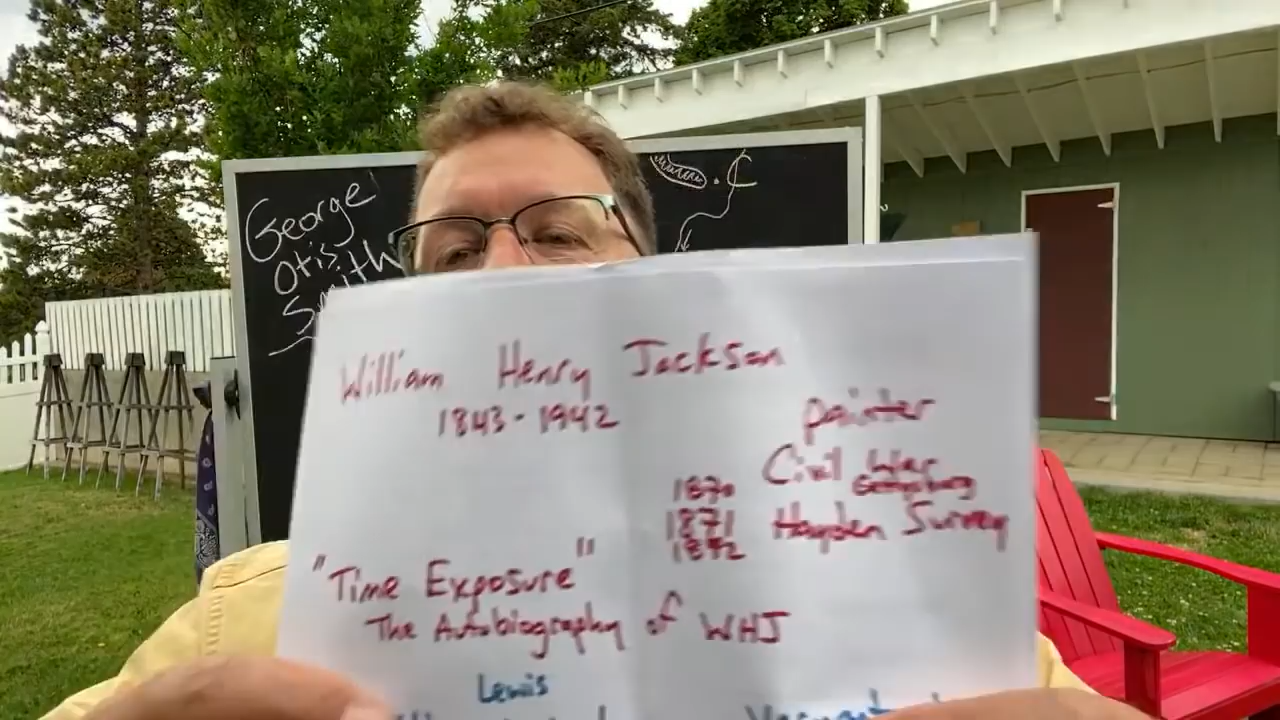 George
Otis
Smith
William Henry Jackson
1843 - 1942
painter
Civil War
Gettysburg
1870
1871 Hayden Survey
1872
"Time Exposure"
The Autobiography of WHJ
Lewis